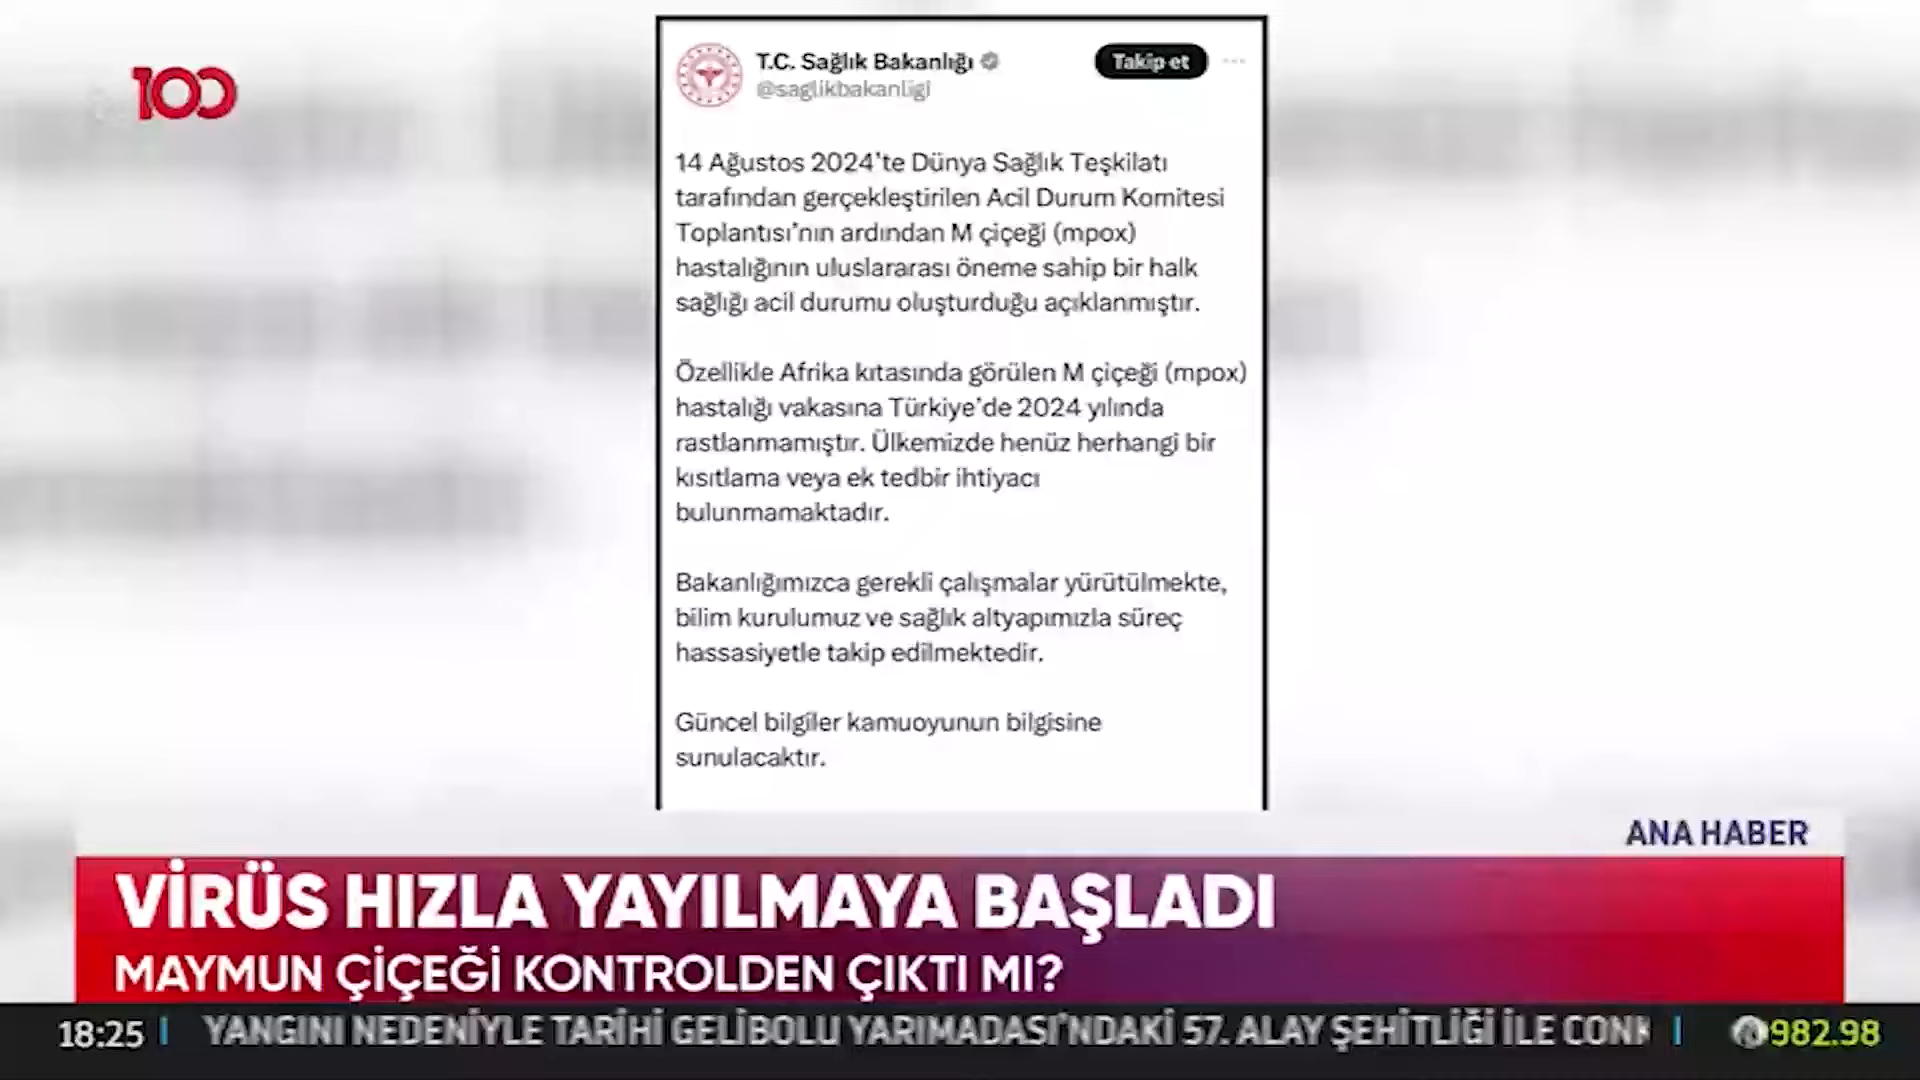 100
T.C. Sağlık Bakanlığı
Takip et
@saglikbakanligi
14 Ağustos 2024'te Dünya Sağlık Teşkilatı
tarafından gerçekleştirilen Acil Durum Komitesi
Toplantısı'nın ardından M çiçeği (mpox)
hastalığının uluslararası öneme sahip bir halk
sağlığı acil durumu oluşturduğu açıklanmıştır.
Özellikle Afrika kıtasında görülen M çiçeği (mpox)
hastalığı vakasına Türkiye'de 2024 yılında
rastlanmamıştır. Ülkemizde henüz herhangi bir
kısıtlama veya ek tedbir ihtiyacı
bulunmamaktadır.
Bakanlığımızca gerekli çalışmalar yürütülmekte,
bilim kurulumuz ve sağlık altyapımızla süreç
hassasiyetle takip edilmektedir.
Güncel bilgiler kamuoyunun bilgisine
sunulacaktır.
ANA HABER
VİRÜS HIZLA YAYILMAYA BAŞLADI
MAYMUN ÇİÇEĞİ KONTROLDEN ÇIKTI MI?
18:25 YANGINI NEDENİYLE TARİHİ GELİBOLU YARIMADASI'NDAKİ 57. ALAY ŞEHİTLİĞİ İLE CONK 982.98